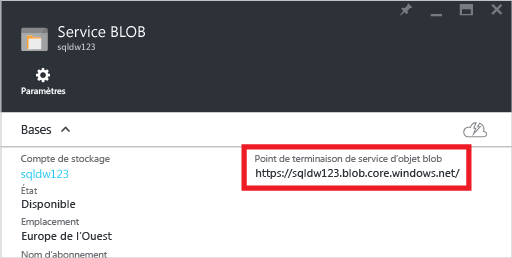 Service BLOB
sqldw123
Paramètres
Bases
Compte de stockage
sqldw123
État
Disponible
Emplacement
Europe de l'Ouest
Nom d'abonnement
Point de terminaison de service d'objet blob
https://sqldw123.blob.core.windows.net/